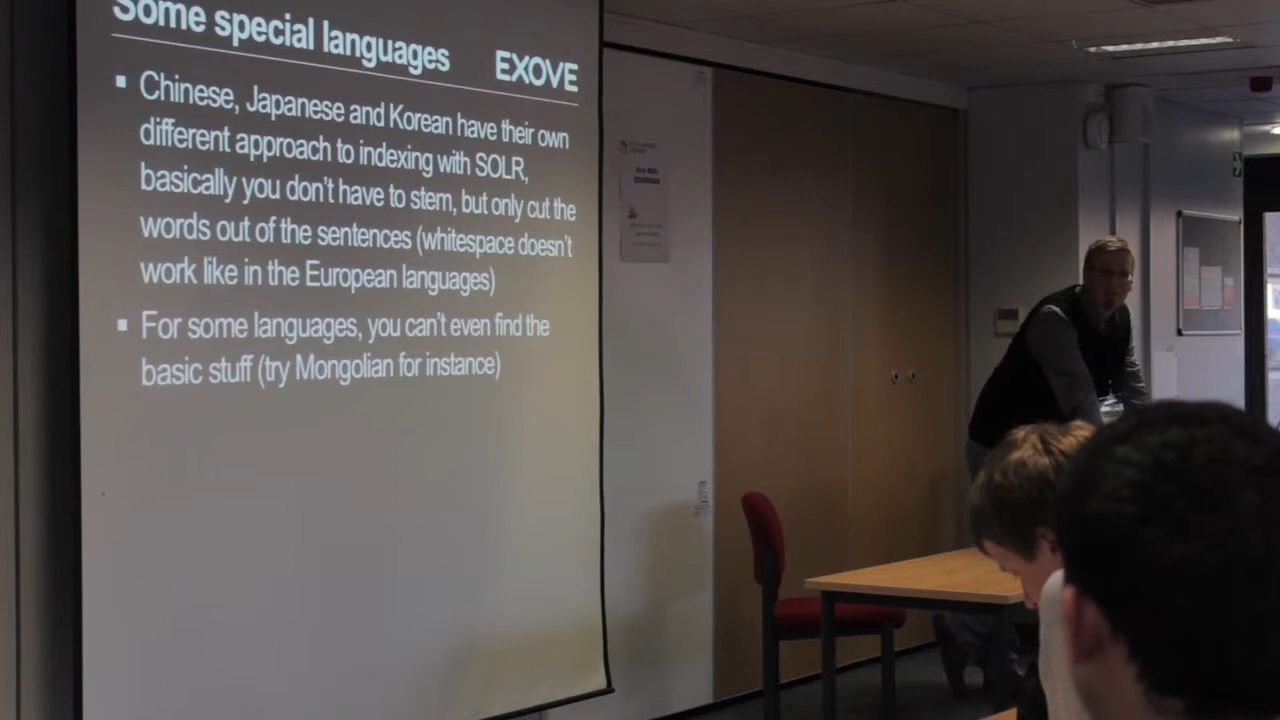 Some special languages
EXOVE
▪ Chinese, Japanese and Korean have their own
different approach to indexing with SOLR,
basically you don't have to stem, but only cut the
words out of the sentences (whitespace doesn't
work like in the European languages)
▪ For some languages, you can't even find the
basic stuff (try Mongolian for instance)